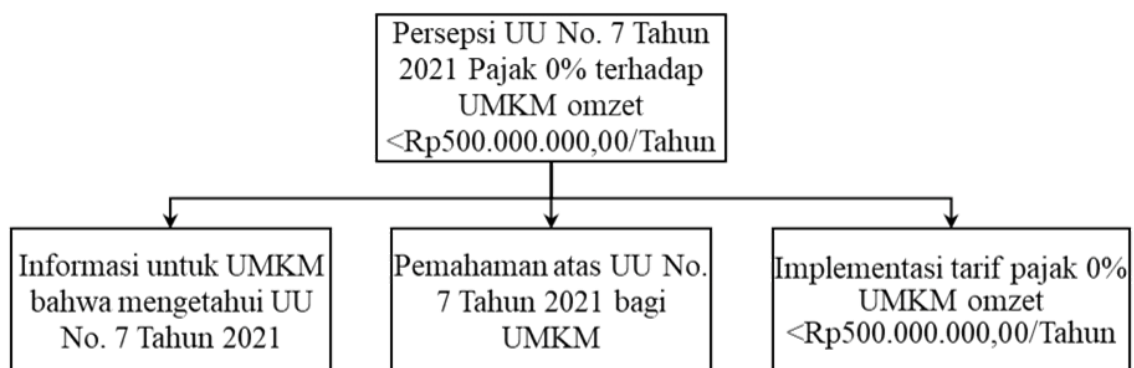 Persepsi UU No. 7 Tahun
2021 Pajak 0% terhadap
UMKM omzet
<Rp500.000.000,00/Tahun
Informasi untuk UMKM
bahwa mengetahui UU
No. 7 Tahun 2021
Pemahaman atas UU No.
7 Tahun 2021 bagi
UMKM
Implementasi tarif pajak 0%
UMKM omzet
<Rp500.000.000,00/Tahun